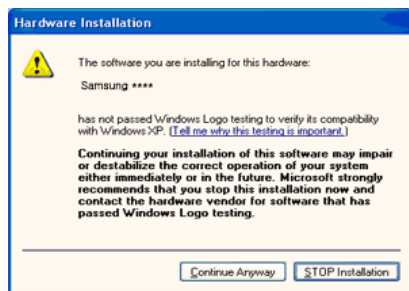 Hardware Installation
The software you are installing for this hardware:
Samsung ****
has not passed Windows Logo testing to verify its compatibility
with Windows XP. (Tell me why this testing is important.)
Continuing your installation of this software may impair
or destabilize the correct operation of your system
either immediately or in the future. Microsoft strongly
recommends that you stop this installation now and
contact the hardware vendor for software that has
passed Windows Logo testing.
Continue Anyway
STOP Installation